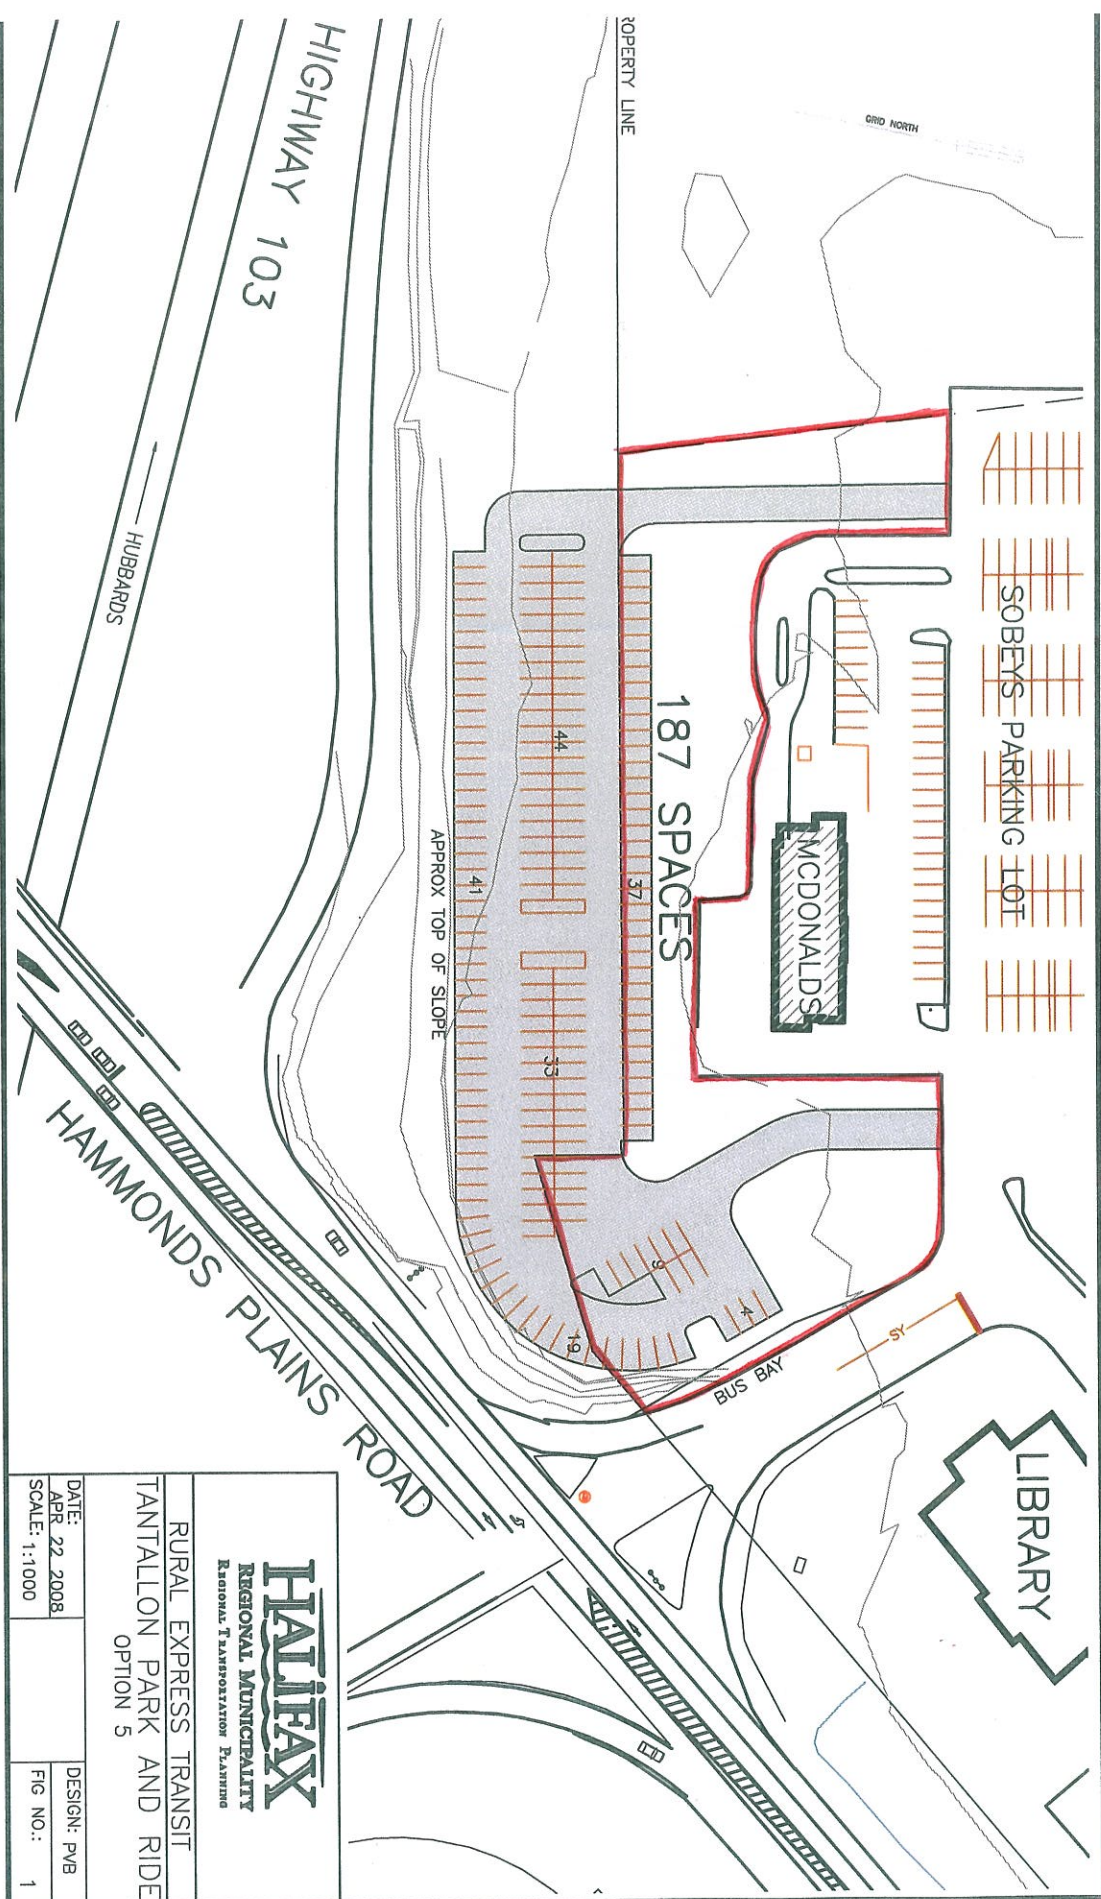 PROPERTY LINE
GRID NORTH
HIGHWAY 103
HUBBARDS
SOBEYS PARKING LOT
MCDONALDS
187 SPACES
37
44
33
41
9
4
19
APPROX TOP OF SLOPE
HAMMONDS PLAINS ROAD
BUS BAY
SY
LIBRARY
HALIFAX
REGIONAL MUNICIPALITY
REGIONAL TRANSPORTATION PLANNING
RURAL EXPRESS TRANSIT
TANTALLON PARK AND RIDE
OPTION 5
DATE:
APR 22 2008
SCALE: 1:1000
DESIGN: PVB
FIG NO.: 1